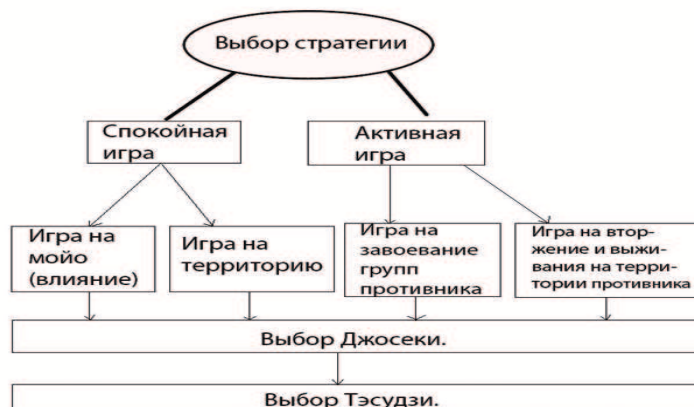 Выбор стратегии
Спокойная
игра
Активная
игра
Игра на
мойо
(влияние)
Игра на
территорию
Игра на
завоевание
групп
противника
Игра на втор-
жение и выжи-
вания на терри-
тории противника
Выбор Джосеки.
Выбор Тэсудзи.